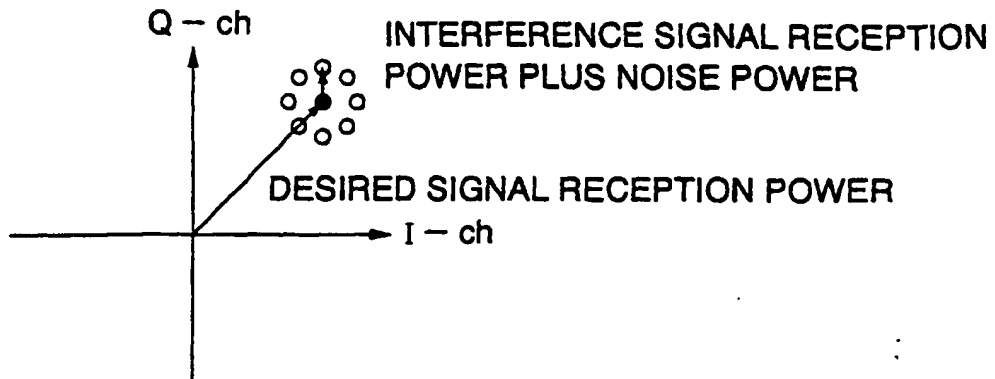 Q – ch
INTERFERENCE SIGNAL RECEPTION
POWER PLUS NOISE POWER
DESIRED SIGNAL RECEPTION POWER
I – ch